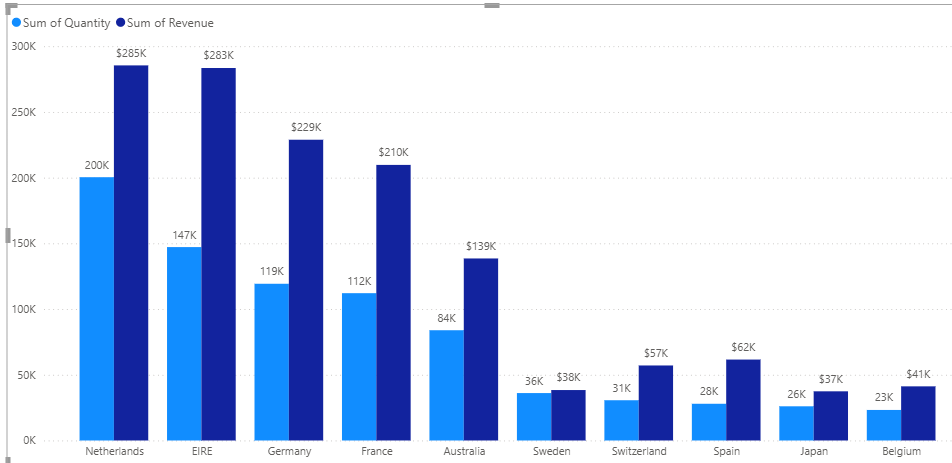 Sum of Quantity Sum of Revenue
300K
250K
200K
150K
100K
50K
0K
200K $285K
147K $283K
119K $229K
112K $210K
84K $139K
36K $38K
31K $57K
28K $62K
26K $37K
23K $41K
Netherlands EIRE Germany France Australia Sweden Switzerland Spain Japan Belgium